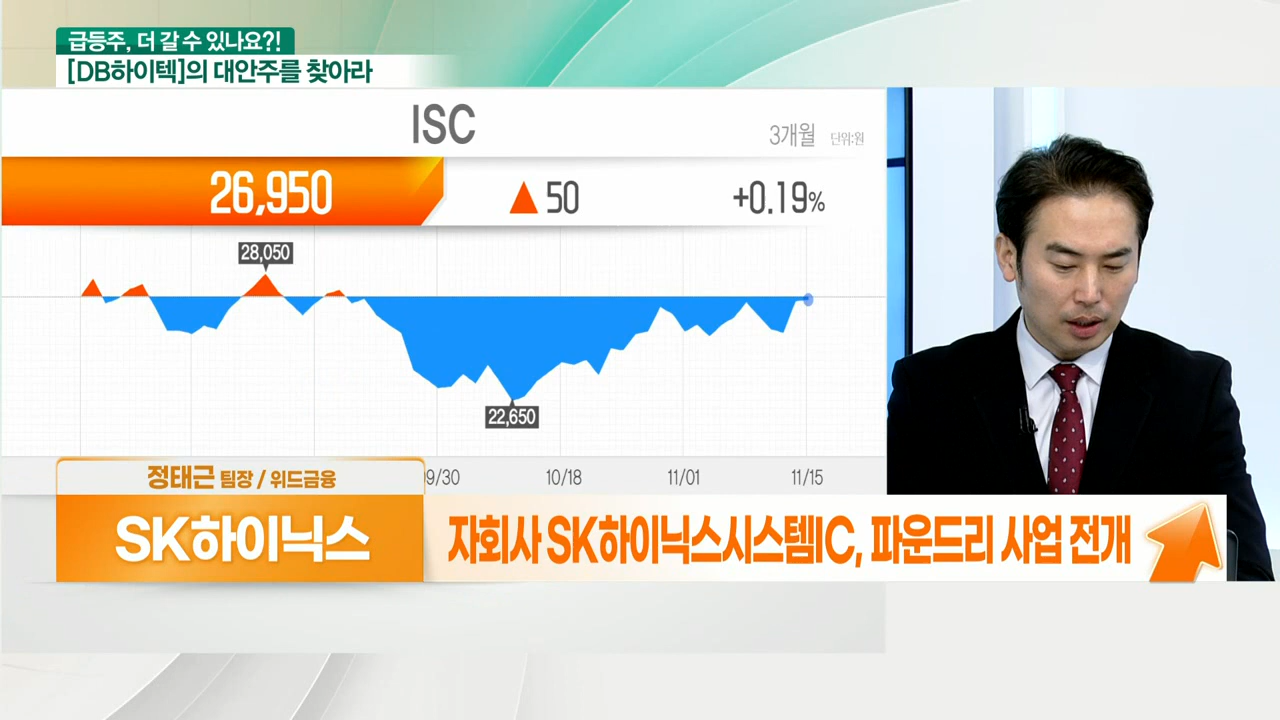 급등주, 더 갈 수 있나요?!
[DB하이텍]의 대안주를 찾아라
ISC
3개월 단위:원
26,950 ▲ 50 +0.19%
28,050
22,650
9/30 10/18 11/01 11/15
정태근 팀장 / 위드금융
SK하이닉스
자회사 SK하이닉스시스템IC, 파운드리 사업 전개